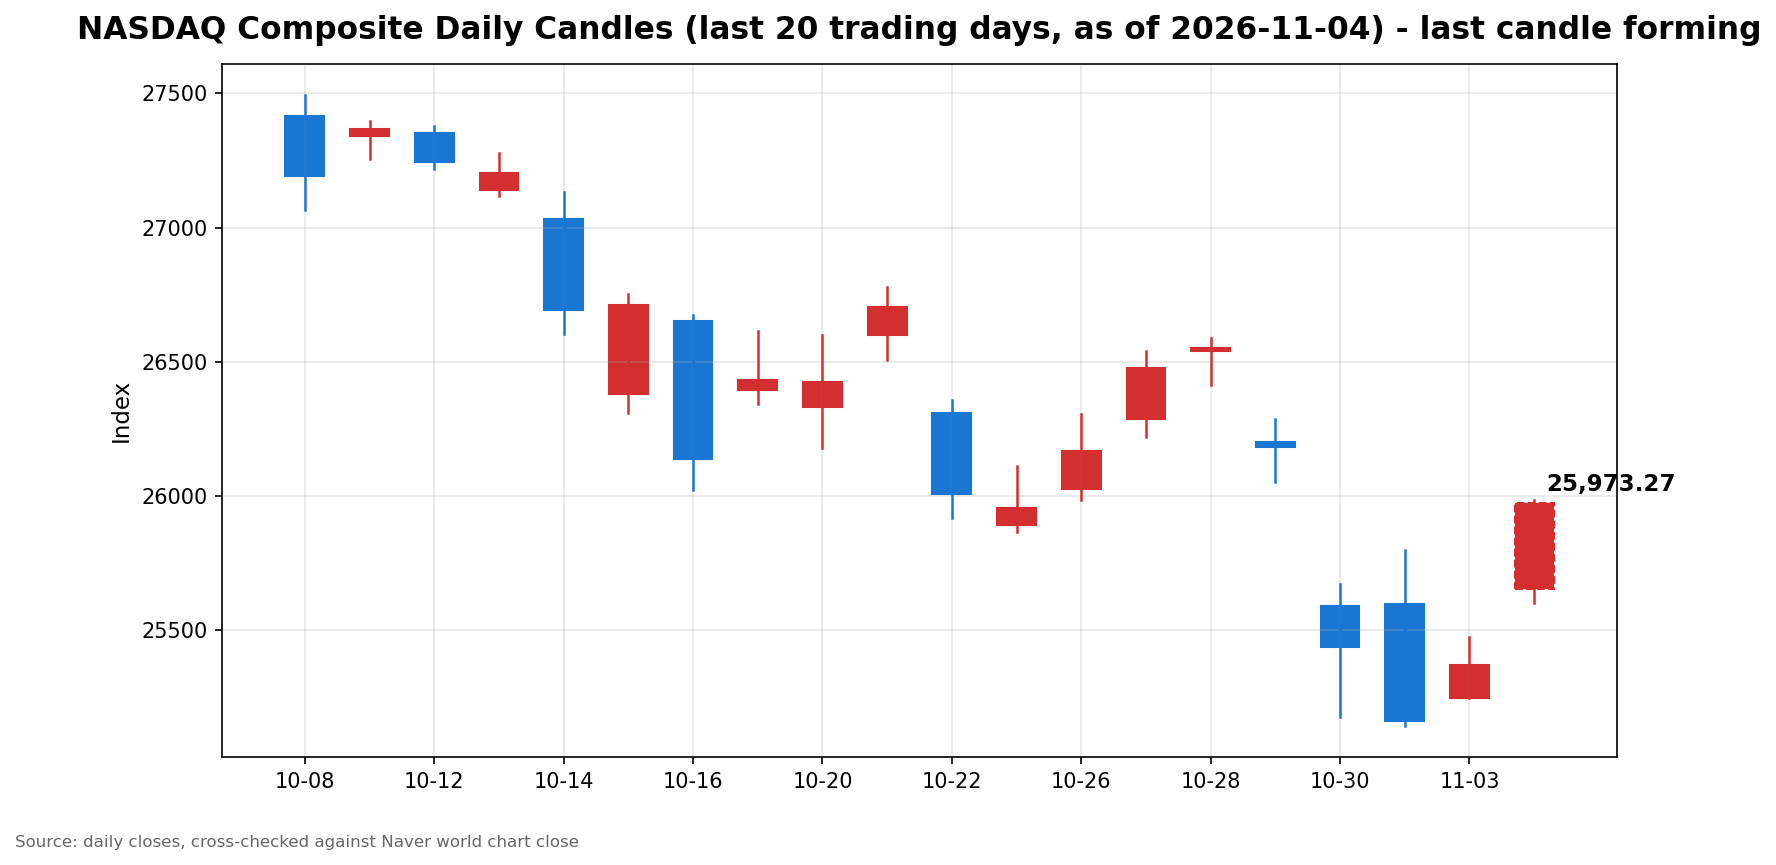 NASDAQ Composite Daily Candles (last 20 trading days, as of 2026-11-04) - last candle forming
27500
27000
26500
26000
25500
Index
25,973.27
10-08 10-12 10-14 10-16 10-20 10-22 10-26 10-28 10-30 11-03
Source: daily closes, cross-checked against Naver world chart close